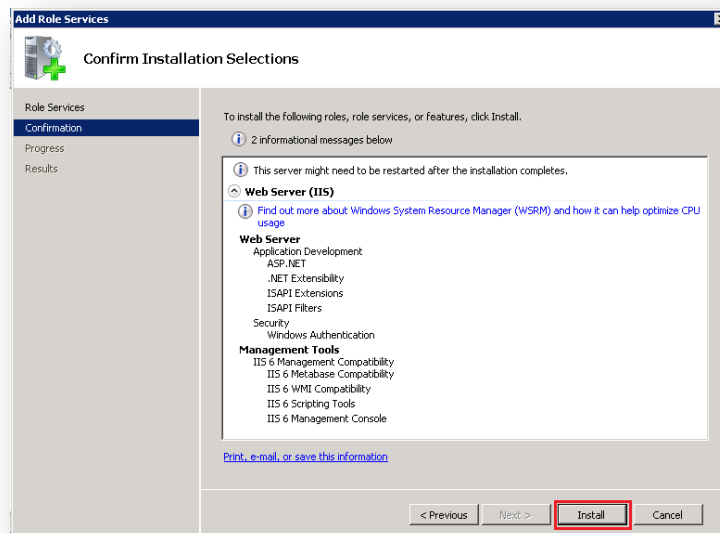 Add Role Services
Confirm Installation Selections
Role Services
Confirmation
Progress
Results
To install the following roles, role services, or features, click Install.
2 informational messages below
This server might need to be restarted after the installation completes.
Web Server (IIS)
Find out more about Windows System Resource Manager (WSRM) and how it can help optimize CPU
usage
Web Server
Application Development
ASP.NET
.NET Extensibility
ISAPI Extensions
ISAPI Filters
Security
Windows Authentication
Management Tools
IIS 6 Management Compatibility
IIS 6 Metabase Compatibility
IIS 6 WMI Compatibility
IIS 6 Scripting Tools
IIS 6 Management Console
Print, e-mail, or save this information
< Previous
Next >
Install
Cancel